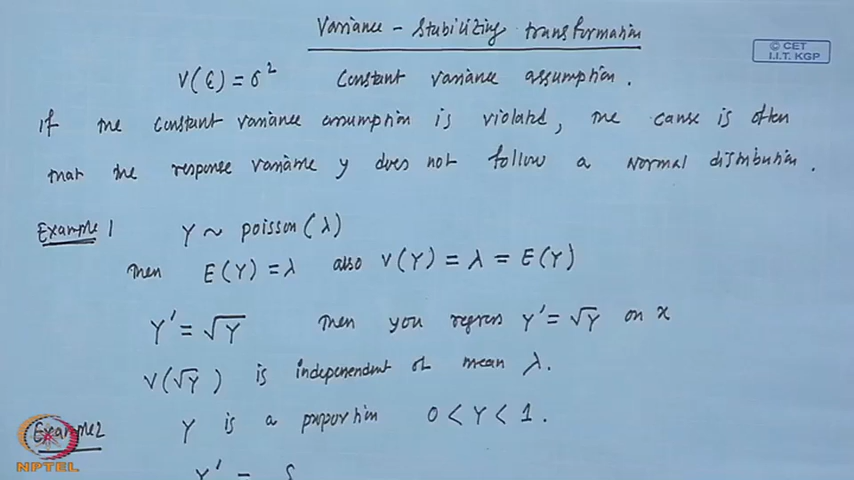 Variance - Stabilizing transformation
© CET
I.I.T. KGP
V(ε) = σ² Constant variance assumption.
If the constant variance assumption is violated, the cause is often
that the response variable y does not follow a normal distribution.
Example 1 Y ~ poisson(λ)
Then E(Y) = λ also V(Y) = λ = E(Y)
Y' = √Y Then you regress Y' = √Y on x
V(√Y) is independent of mean λ.
Example 2 Y is a proportion 0 < Y < 1.
Y' = S
NPTEL